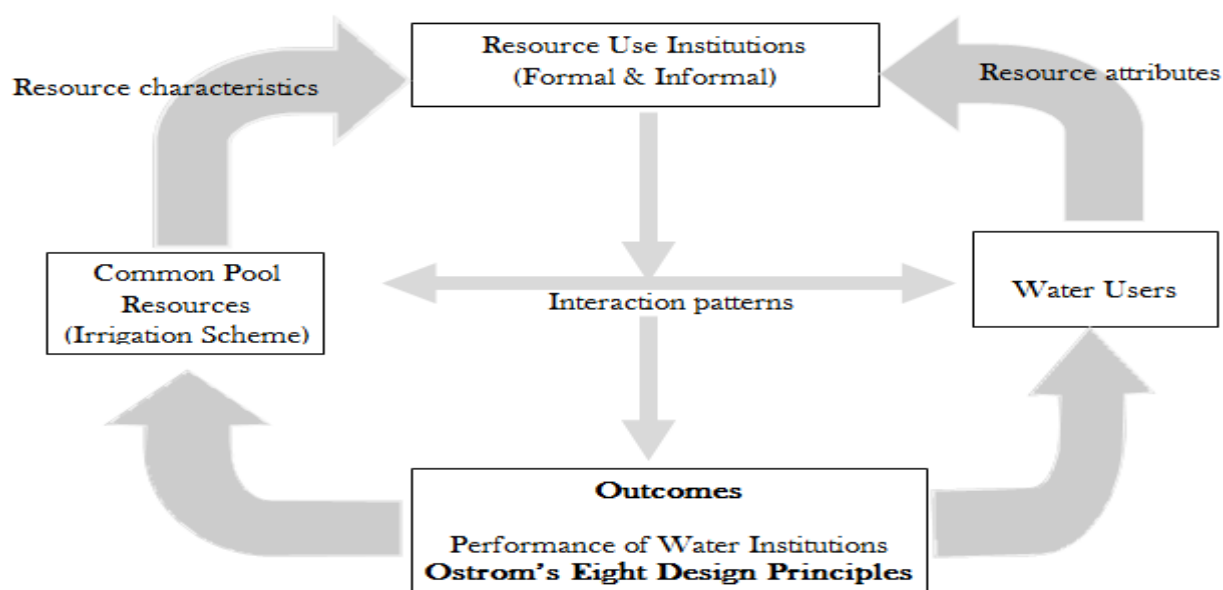 Resource Use Institutions
(Formal & Informal)
Resource characteristics
Resource attributes
Common Pool
Resources
(Irrigation Scheme)
Interaction patterns
Water Users
Outcomes
Performance of Water Institutions
Ostrom's Eight Design Principles